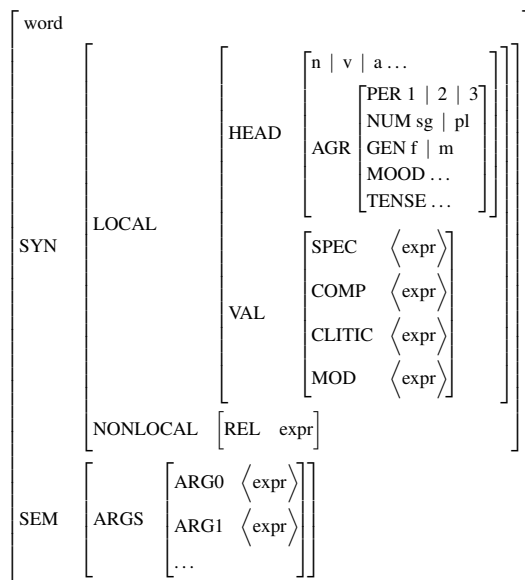 word
n | v | a ...
PER 1 | 2 | 3
NUM sg | pl
HEAD
AGR GEN f | m
MOOD ...
TENSE ...
LOCAL
SPEC ⟨expr⟩
SYN
COMP ⟨expr⟩
VAL
CLITIC ⟨expr⟩
MOD ⟨expr⟩
NONLOCAL [REL expr]
ARG0 ⟨expr⟩
SEM ARGS ARG1 ⟨expr⟩
...